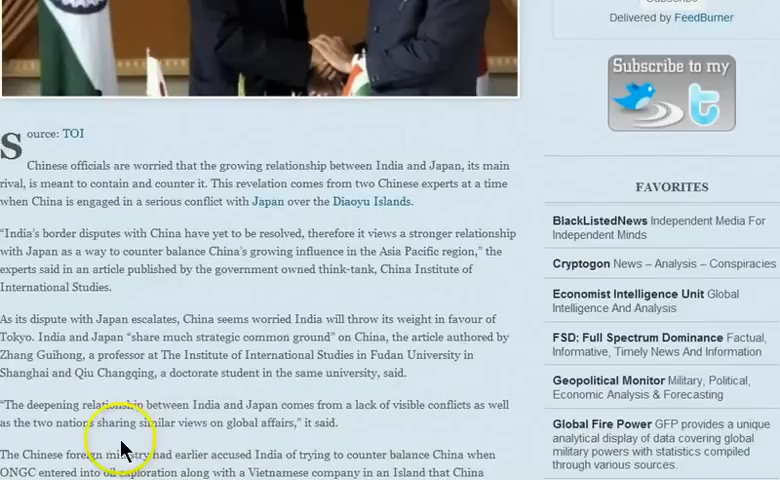 Subscribe
Delivered by FeedBurner
Subscribe to my
Source: TOI
Chinese officials are worried that the growing relationship between India and Japan, its main
rival, is meant to contain and counter it. This revelation comes from two Chinese experts at a time
when China is engaged in a serious conflict with Japan over the Diaoyu Islands.
“India's border disputes with China have yet to be resolved, therefore it views a stronger relationship
with Japan as a way to counter balance China's growing influence in the Asia Pacific region,” the
experts said in an article published by the government owned think-tank, China Institute of
International Studies.
As its dispute with Japan escalates, China seems worried India will throw its weight in favour of
Tokyo. India and Japan “share much strategic common ground” on China, the article authored by
Zhang Guihong, a professor at The Institute of International Studies in Fudan University in
Shanghai and Qiu Changqing, a doctorate student in the same university, said.
“The deepening relationship between India and Japan comes from a lack of visible conflicts as well
as the two nations sharing similar views on global affairs,” it said.
The Chinese foreign ministry had earlier accused India of trying to counter balance China when
ONGC entered into oil exploration along with a Vietnamese company in an Island that China
FAVORITES
BlackListedNews Independent Media For
Independent Minds
Cryptogon News – Analysis – Conspiracies
Economist Intelligence Unit Global
Intelligence And Analysis
FSD: Full Spectrum Dominance Factual,
Informative, Timely News And Information
Geopolitical Monitor Military, Political,
Economic Analysis & Forecasting
Global Fire Power GFP provides a unique
analytical display of data covering global
military powers with statistics compiled
through various sources.